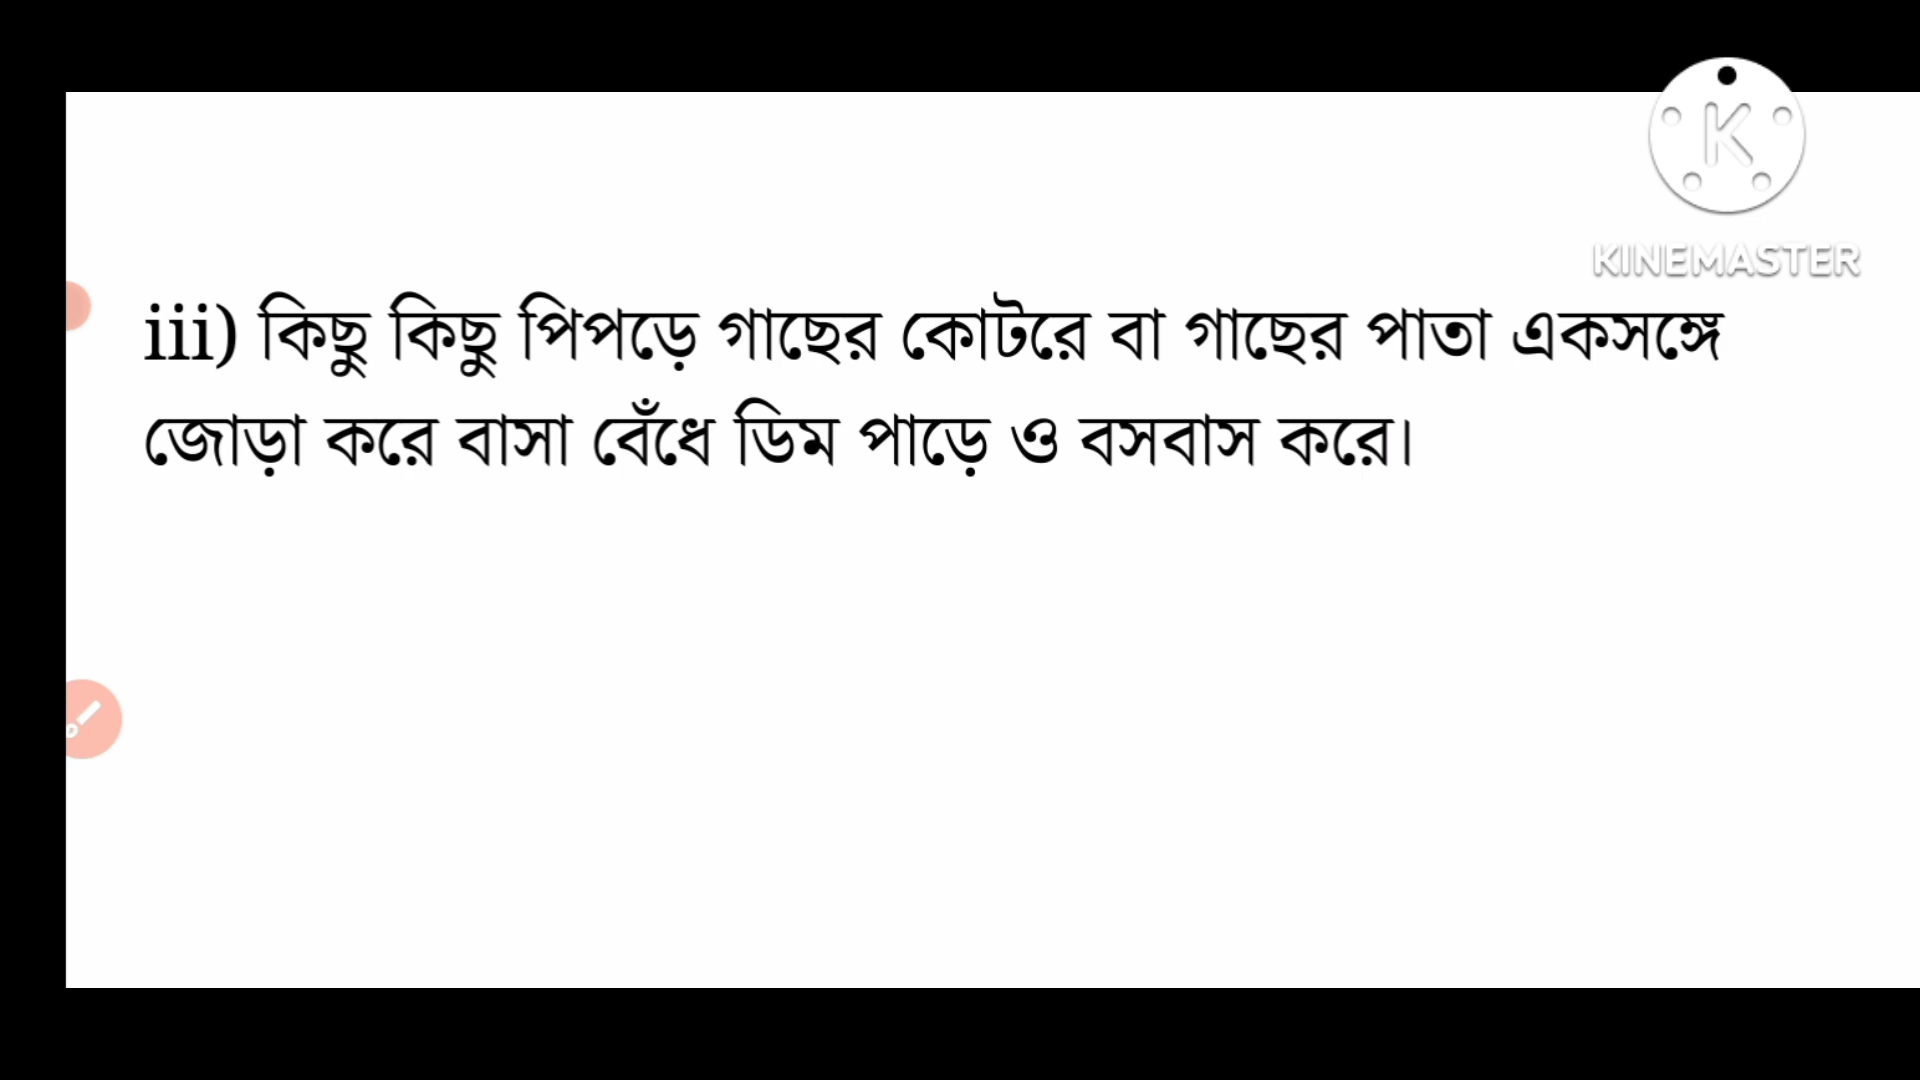 KINEMASTER
iii) কিছু কিছু পিপড়ে গাছের কোটরে বা গাছের পাতা একসঙ্গে
জোড়া করে বাসা বেঁধে ডিম পাড়ে ও বসবাস করে।